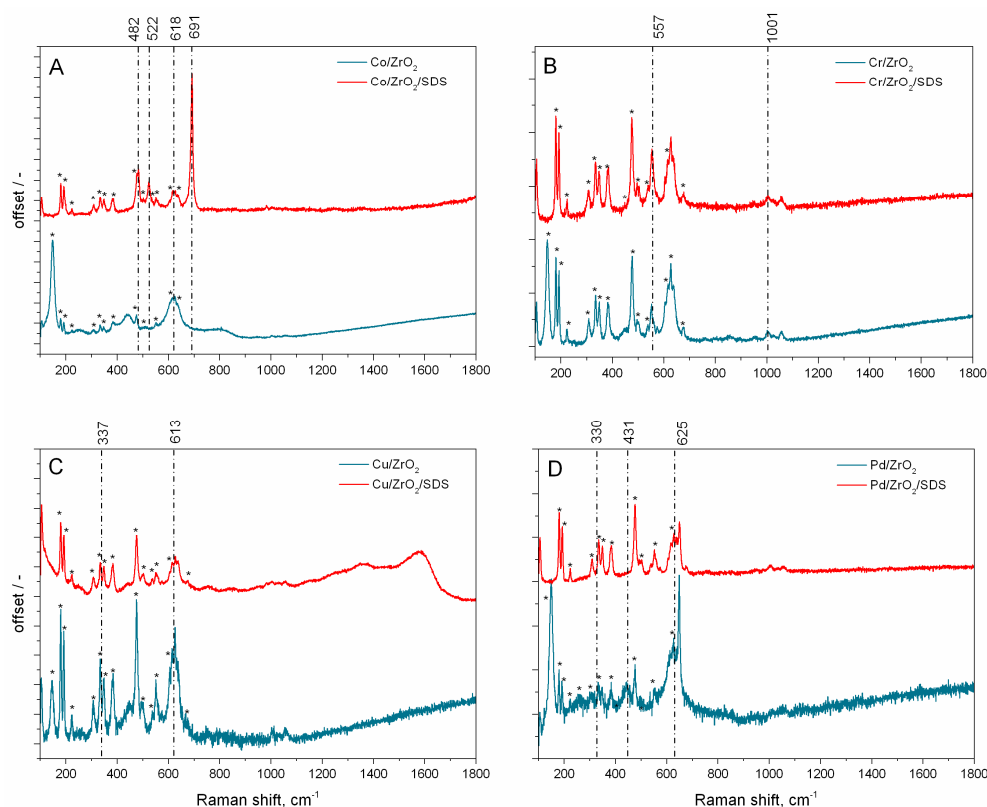 482
522
618
691
A
Co/ZrO₂
Co/ZrO₂/SDS
offset / -
200 400 600 800 1000 1200 1400 1600 1800
557
1001
B
Cr/ZrO₂
Cr/ZrO₂/SDS
200 400 600 800 1000 1200 1400 1600 1800
337
613
C
Cu/ZrO₂
Cu/ZrO₂/SDS
offset / -
200 400 600 800 1000 1200 1400 1600 1800
Raman shift, cm⁻¹
330
431
625
D
Pd/ZrO₂
Pd/ZrO₂/SDS
200 400 600 800 1000 1200 1400 1600 1800
Raman shift, cm⁻¹